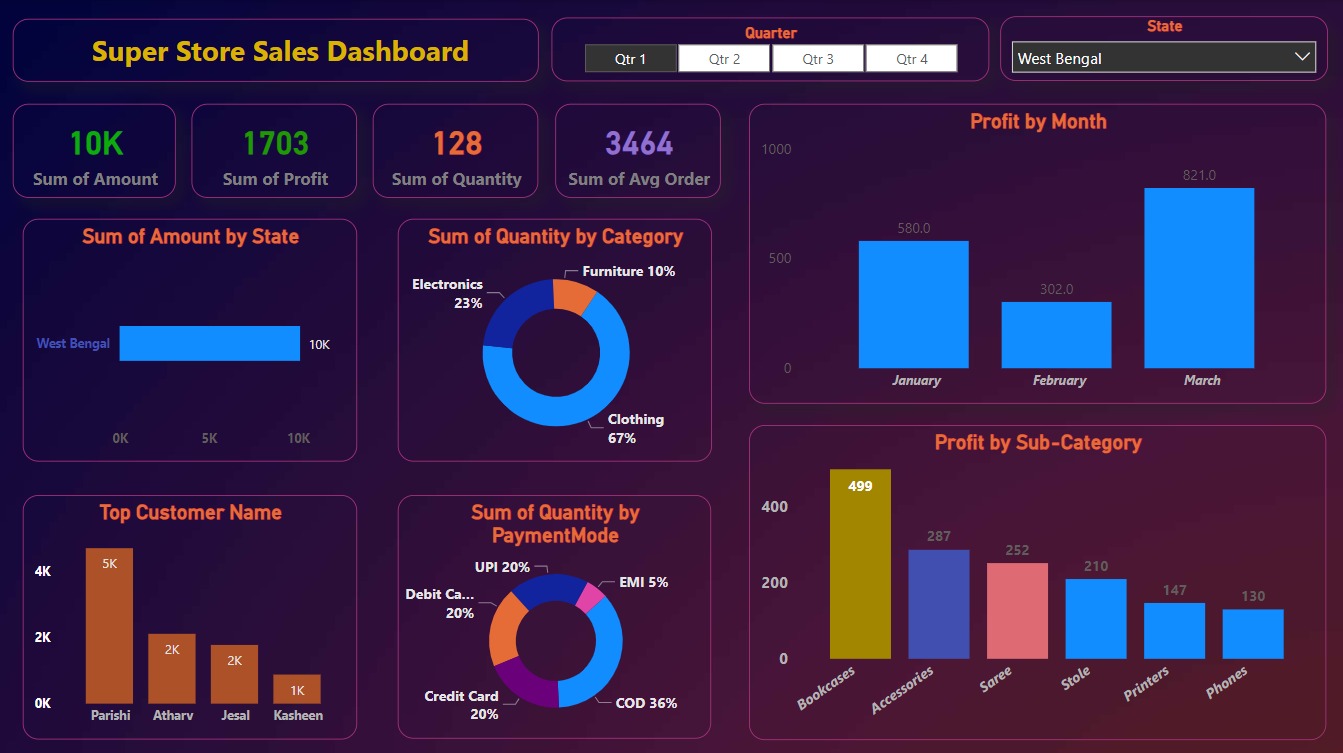 Super Store Sales Dashboard
Quarter
Qtr 1
Qtr 2
Qtr 3
Qtr 4
State
West Bengal
10K
Sum of Amount
1703
Sum of Profit
128
Sum of Quantity
3464
Sum of Avg Order
Profit by Month
1000
500
0
580.0
302.0
821.0
January
February
March
Sum of Amount by State
West Bengal
10K
0K
5K
10K
Sum of Quantity by Category
Furniture 10%
Electronics
23%
Clothing
67%
Top Customer Name
4K
2K
0K
5K
2K
2K
1K
Parishi
Atharv
Jesal
Kasheen
Sum of Quantity by
PaymentMode
UPI 20%
EMI 5%
Debit Ca...
20%
Credit Card
20%
COD 36%
Profit by Sub-Category
400
200
0
499
287
252
210
147
130
Bookcases
Accessories
Saree
Stole
Printers
Phones